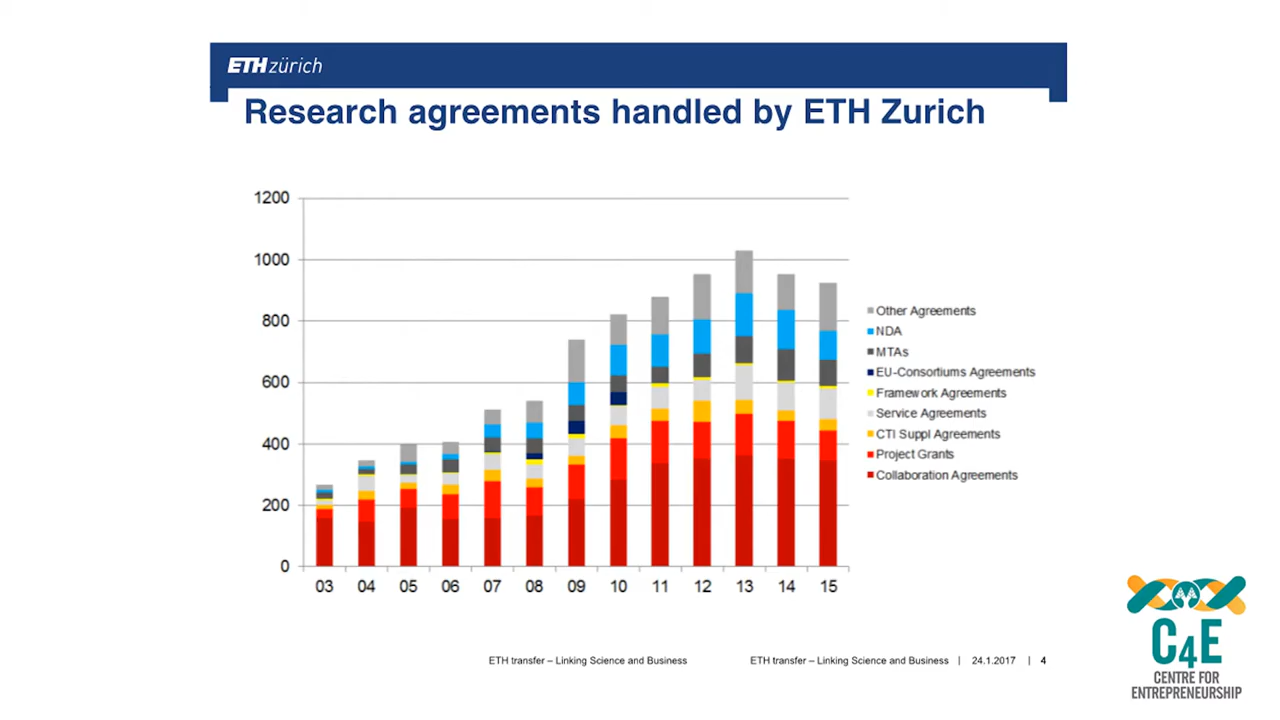 ETH zürich
Research agreements handled by ETH Zurich
1200
1000
800
600
400
200
0
03 04 05 06 07 08 09 10 11 12 13 14 15
Other Agreements
NDA
MTAs
EU-Consortiums Agreements
Framework Agreements
Service Agreements
CTI Suppl Agreements
Project Grants
Collaboration Agreements
ETH transfer – Linking Science and Business ETH transfer – Linking Science and Business | 24.1.2017 | 4
C4E
CENTRE FOR
ENTREPRENEURSHIP